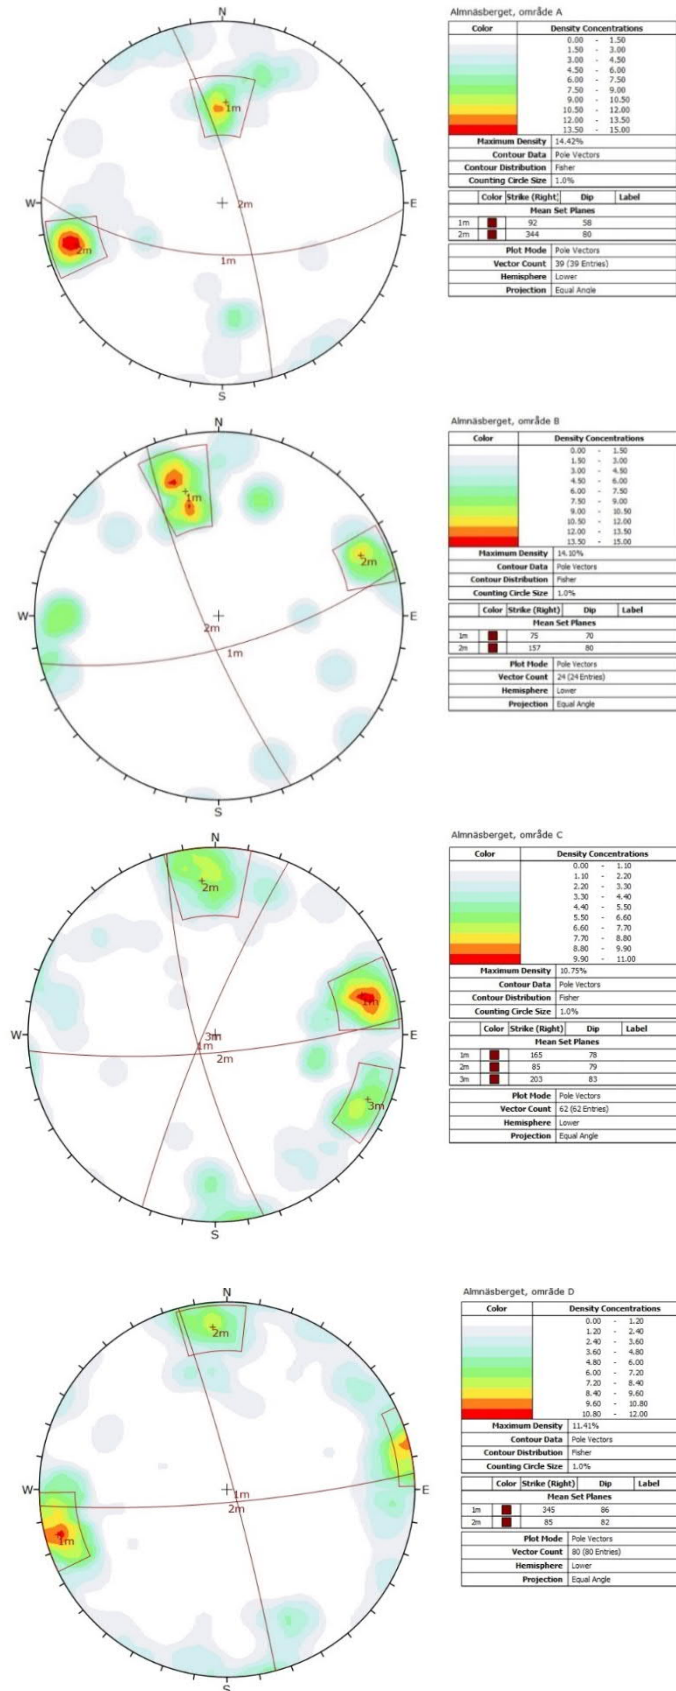 Almnäsberget, område A
N
W
E
S
1m
2m
2m
1m
Color Density Concentrations
0.00 - 1.50
1.50 - 3.00
3.00 - 4.50
4.50 - 6.00
6.00 - 7.50
7.50 - 9.00
9.00 - 10.50
10.50 - 12.00
12.00 - 13.50
13.50 - 15.00
Maximum Density 14.42%
Contour Data Pole Vectors
Contour Distribution Fisher
Counting Circle Size 1.0%
Color Strike (Right) Dip Label
Mean Set Planes
1m 92 58
2m 344 80
Plot Mode Pole Vectors
Vector Count 39 (39 Entries)
Hemisphere Lower
Projection Equal Angle
Almnäsberget, område B
N
W
E
S
1m
2m
2m
1m
Color Density Concentrations
0.00 - 1.50
1.50 - 3.00
3.00 - 4.50
4.50 - 6.00
6.00 - 7.50
7.50 - 9.00
9.00 - 10.50
10.50 - 12.00
12.00 - 13.50
13.50 - 15.00
Maximum Density 14.10%
Contour Data Pole Vectors
Contour Distribution Fisher
Counting Circle Size 1.0%
Color Strike (Right) Dip Label
Mean Set Planes
1m 75 70
2m 157 80
Plot Mode Pole Vectors
Vector Count 24 (24 Entries)
Hemisphere Lower
Projection Equal Angle
Almnäsberget, område C
N
W
E
S
2m
1m
3m
1m
2m
3m
Color Density Concentrations
0.00 - 1.10
1.10 - 2.20
2.20 - 3.30
3.30 - 4.40
4.40 - 5.50
5.50 - 6.60
6.60 - 7.70
7.70 - 8.80
8.80 - 9.90
9.90 - 11.00
Maximum Density 10.75%
Contour Data Pole Vectors
Contour Distribution Fisher
Counting Circle Size 1.0%
Color Strike (Right) Dip Label
Mean Set Planes
1m 165 78
2m 85 79
3m 203 83
Plot Mode Pole Vectors
Vector Count 62 (62 Entries)
Hemisphere Lower
Projection Equal Angle
Almnäsberget, område D
N
W
E
S
2m
1m
2m
1m
Color Density Concentrations
0.00 - 1.20
1.20 - 2.40
2.40 - 3.60
3.60 - 4.80
4.80 - 6.00
6.00 - 7.20
7.20 - 8.40
8.40 - 9.60
9.60 - 10.80
10.80 - 12.00
Maximum Density 11.41%
Contour Data Pole Vectors
Contour Distribution Fisher
Counting Circle Size 1.0%
Color Strike (Right) Dip Label
Mean Set Planes
1m 345 86
2m 85 82
Plot Mode Pole Vectors
Vector Count 80 (80 Entries)
Hemisphere Lower
Projection Equal Angle